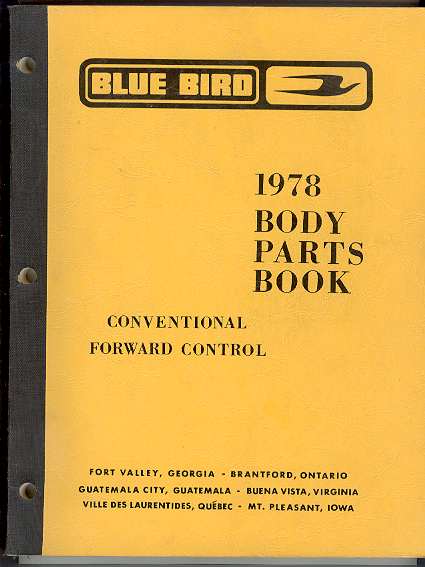 BLUE BIRD
1978
BODY
PARTS
BOOK
CONVENTIONAL
FORWARD CONTROL
FORT VALLEY, GEORGIA - BRANTFORD, ONTARIO
GUATEMALA CITY, GUATEMALA - BUENA VISTA, VIRGINIA
VILLE DES LAURENTIDES, QUÉBEC - MT. PLEASANT, IOWA